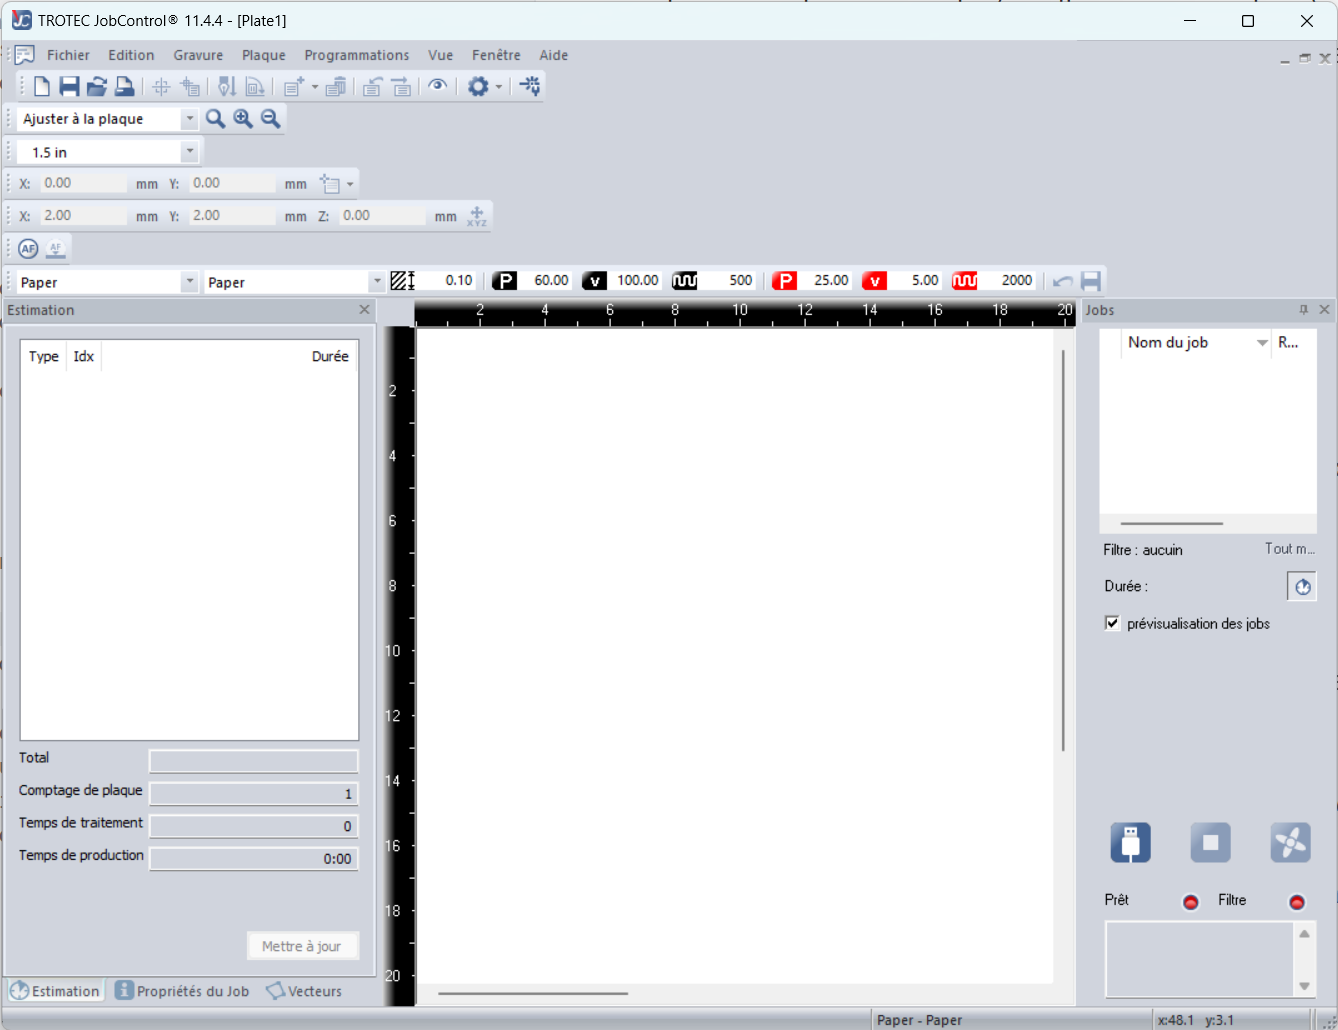 TROTEC JobControl® 11.4.4 - [Plate1]
Fichier Edition Gravure Plaque Programmations Vue Fenêtre Aide
Ajuster à la plaque
1.5 in
X: 0.00 mm Y: 0.00 mm
X: 2.00 mm Y: 2.00 mm Z: 0.00 mm XYZ
AF AF
Paper Paper 0.10 P 60.00 v 100.00 500 P 25.00 v 5.00 2000
Estimation
Type Idx Durée
Total
Comptage de plaque 1
Temps de traitement 0
Temps de production 0:00
Mettre à jour
Estimation Propriétés du Job Vecteurs
2 4 6 8 10 12 14 16 18 20
2
4
6
8
10
12
14
16
18
20
Jobs
Nom du job R...
Filtre : aucuin Tout m...
Durée :
prévisualisation des jobs
Prêt Filtre
Paper - Paper x:48.1 y:3.1